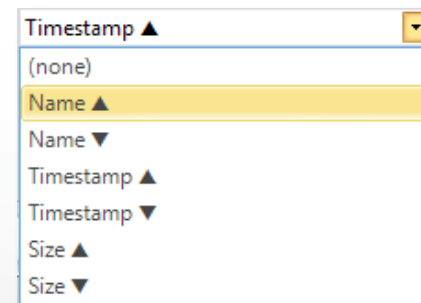 Timestamp ▲
(none)
Name ▲
Name ▼
Timestamp ▲
Timestamp ▼
Size ▲
Size ▼